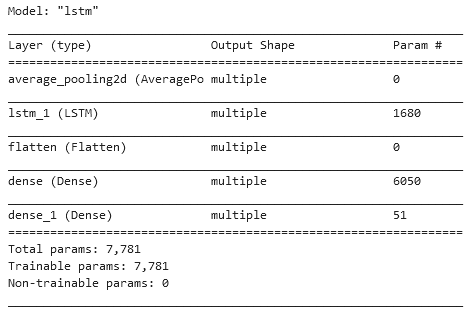 Model: "lstm"
Layer (type) Output Shape Param #
average_pooling2d (AveragePo multiple 0
lstm_1 (LSTM) multiple 1680
flatten (Flatten) multiple 0
dense (Dense) multiple 6050
dense_1 (Dense) multiple 51
Total params: 7,781
Trainable params: 7,781
Non-trainable params: 0